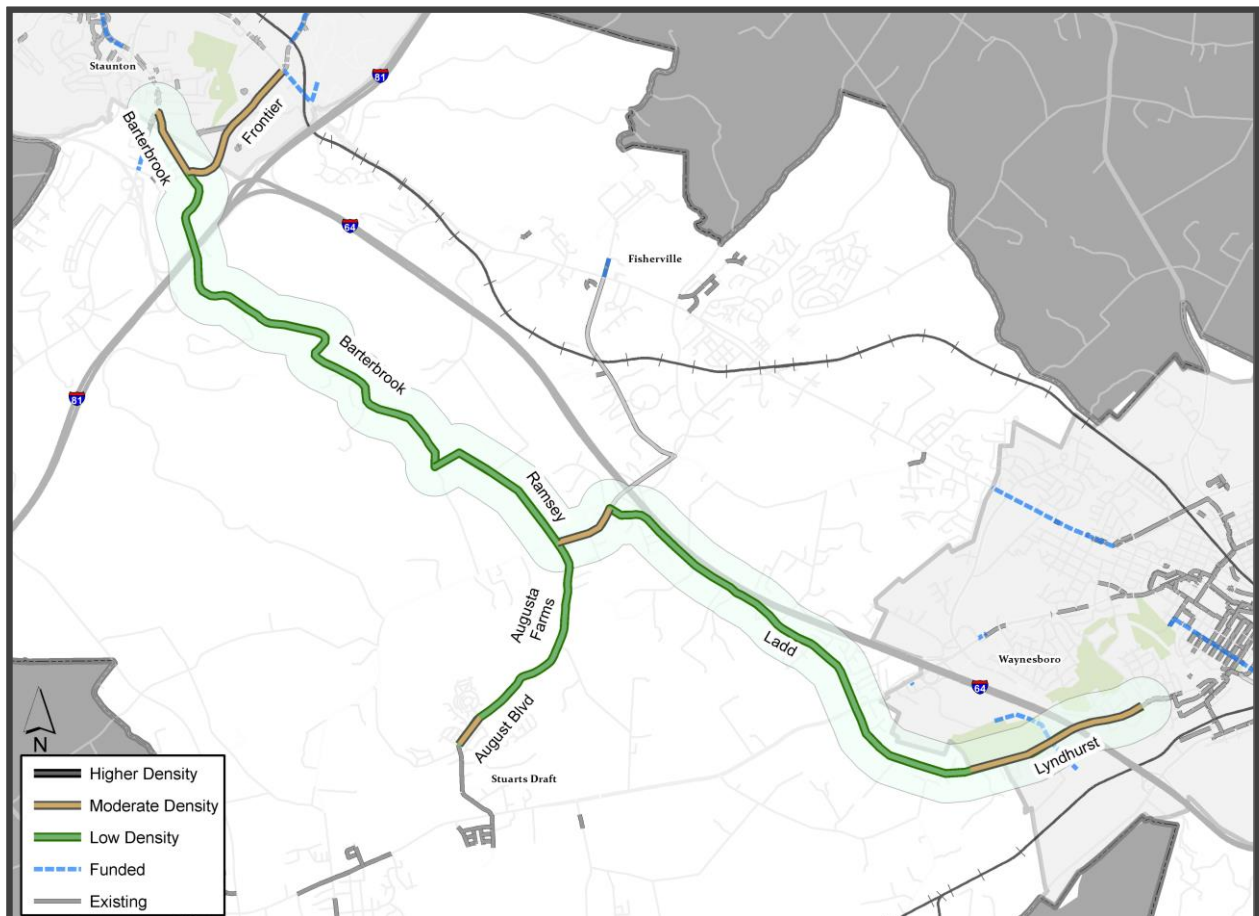 Staunton
81
Barterbrook
Frontier
64
Fisherville
81
Barterbrook
Ramsey
Augusta
Farms
Ladd
Waynesboro
64
August Blvd
Lyndhurst
Stuarts Draft
N
Higher Density
Moderate Density
Low Density
Funded
Existing